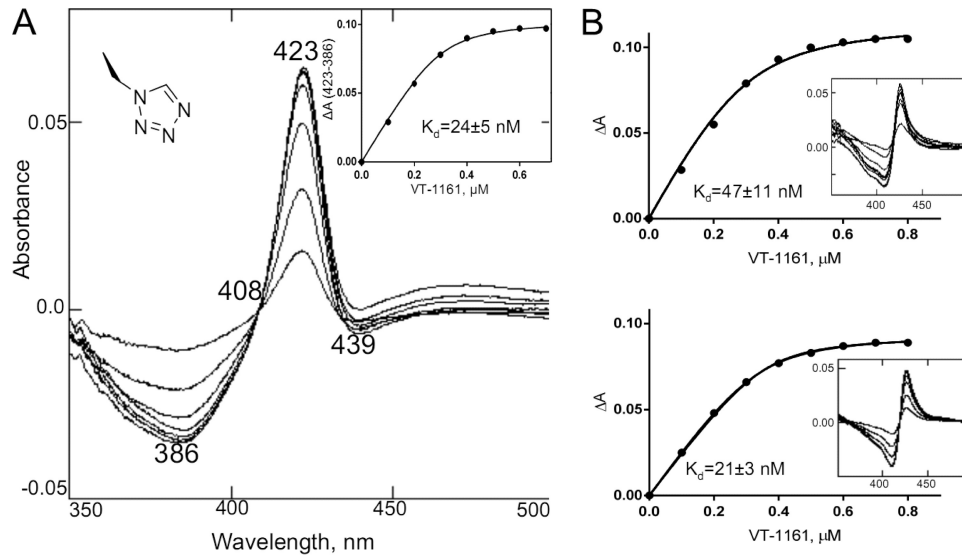 A
N
N
N
N
423
408
386
439
Absorbance
0.05
0.0
-0.05
350
400
450
500
Wavelength, nm
ΔA (423-386)
0.10
0.05
0.00
0.0 0.2 0.4 0.6
VT-1161, μM
Kd=24±5 nM
B
ΔA
0.10
0.05
0.00
0.0 0.2 0.4 0.6 0.8
VT-1161, μM
Kd=47±11 nM
0.05
0.00
400 450
ΔA
0.10
0.05
0.00
0.0 0.2 0.4 0.6 0.8
VT-1161, μM
Kd=21±3 nM
0.05
0.00
400 450